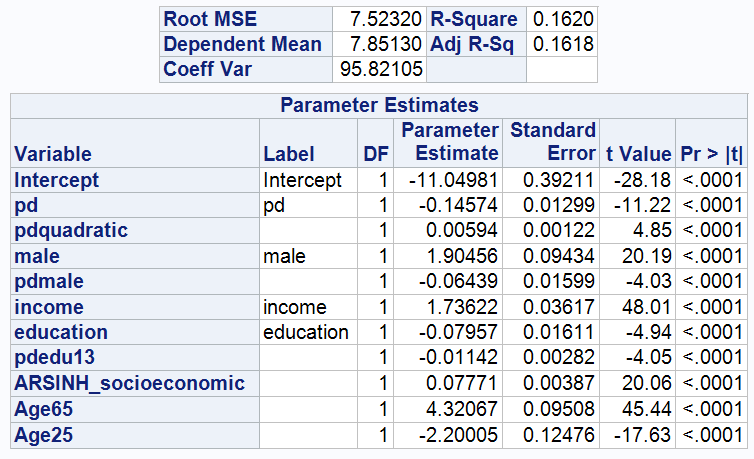 Root MSE 7.52320 R-Square 0.1620
Dependent Mean 7.85130 Adj R-Sq 0.1618
Coeff Var 95.82105
Parameter Estimates
Variable Label DF Parameter Estimate Standard Error t Value Pr > |t|
Intercept Intercept 1 -11.04981 0.39211 -28.18 <.0001
pd pd 1 -0.14574 0.01299 -11.22 <.0001
pdquadratic 1 0.00594 0.00122 4.85 <.0001
male male 1 1.90456 0.09434 20.19 <.0001
pdmale 1 -0.06439 0.01599 -4.03 <.0001
income income 1 1.73622 0.03617 48.01 <.0001
education education 1 -0.07957 0.01611 -4.94 <.0001
pdedu13 1 -0.01142 0.00282 -4.05 <.0001
ARSINH_socioeconomic 1 0.07771 0.00387 20.06 <.0001
Age65 1 4.32067 0.09508 45.44 <.0001
Age25 1 -2.20005 0.12476 -17.63 <.0001